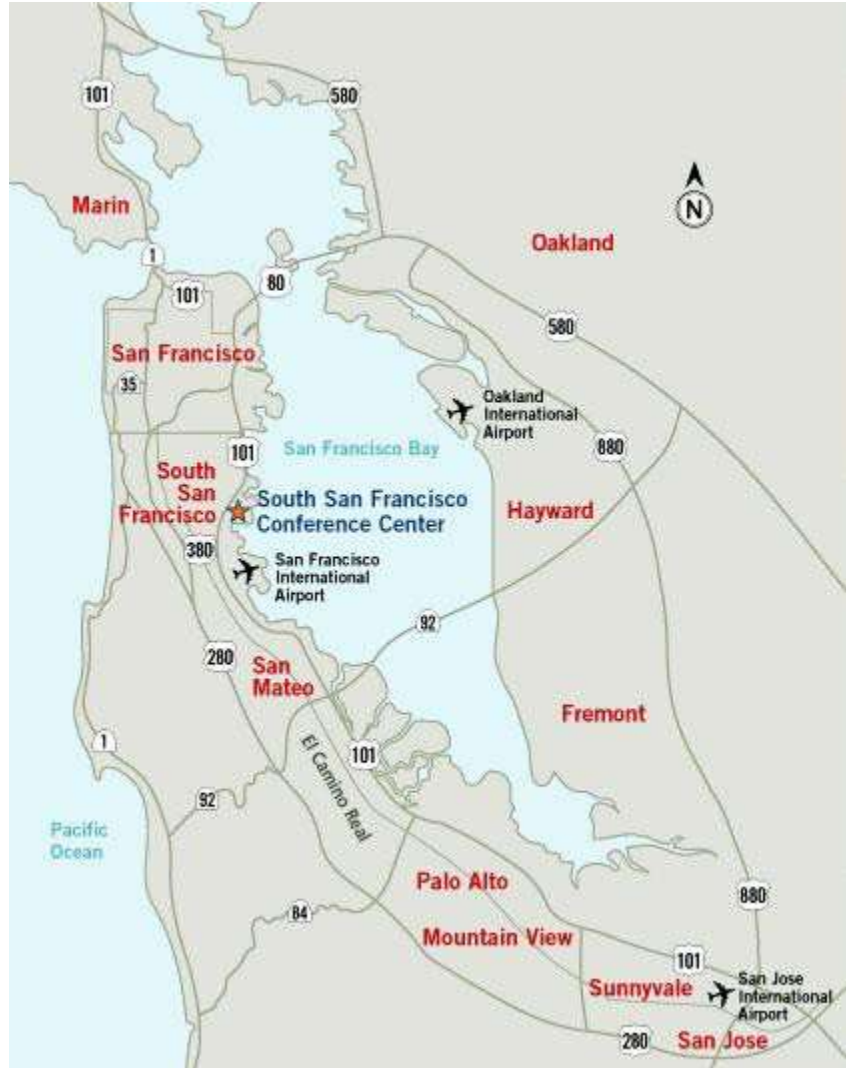 101
580
Marin
N
Oakland
1
101
80
580
San Francisco
35
Oakland
International
Airport
880
101
San Francisco Bay
South
San
Francisco
South San Francisco
Conference Center
Hayward
380
San Francisco
International
Airport
92
280
San
Mateo
Fremont
1
El Camino Real
101
92
Pacific
Ocean
Palo Alto
880
84
Mountain View
101
Sunnyvale
San Jose
International
Airport
280
San Jose